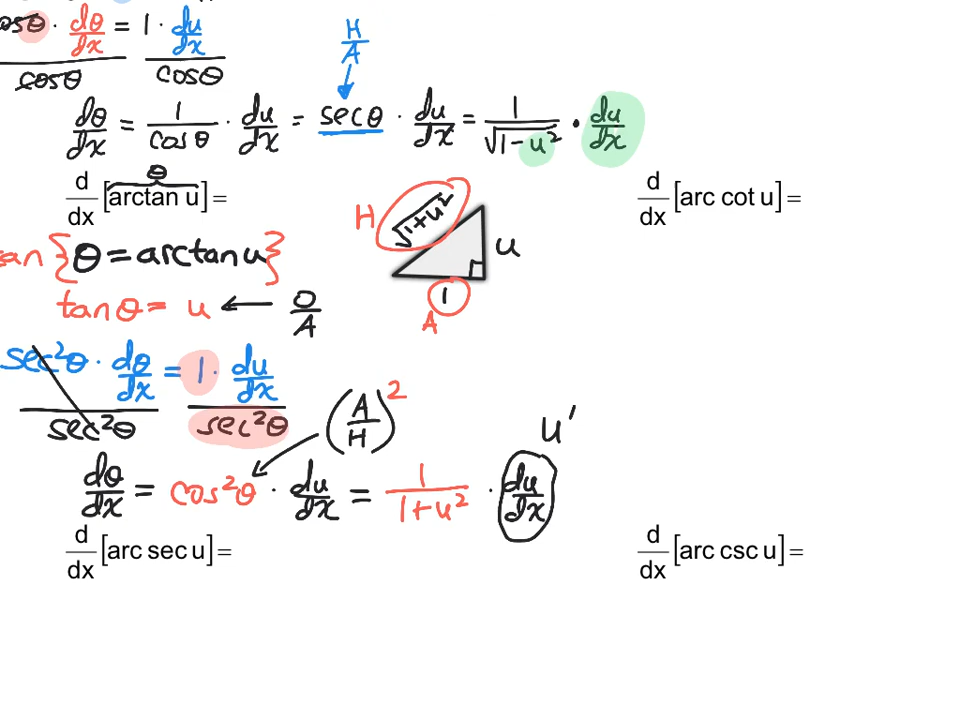 cosθ · dθ/dx = 1 · du/dx
cosθ cosθ
H/A
dθ/dx = 1/cosθ · du/dx = secθ · du/dx = 1/√1-u² · du/dx
θ
d/dx [arctan u] =
d/dx [arc cot u] =
H √1+u²
u
1
A
tan { θ = arctan u }
tanθ = u ← O/A
sec²θ · dθ/dx = 1 · du/dx
sec²θ sec²θ
(A/H)²
u'
dθ/dx = cos²θ · du/dx = 1/1+u² · du/dx
d/dx [arc sec u] =
d/dx [arc csc u] =